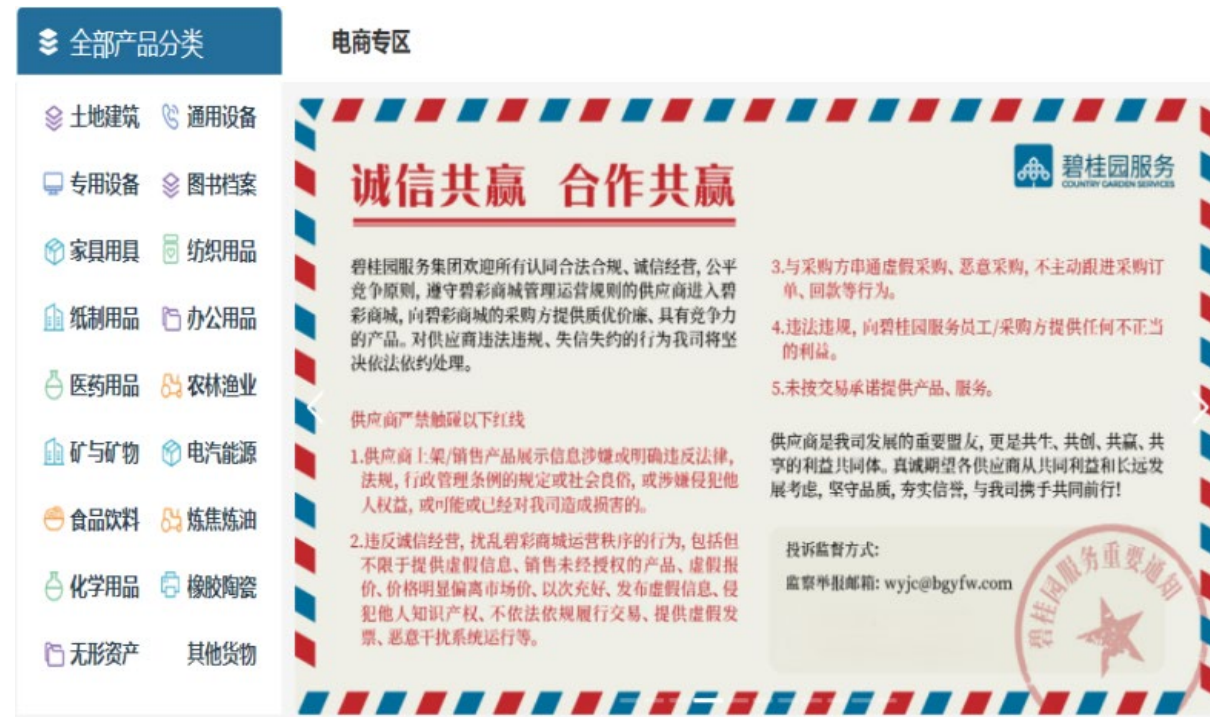 全部产品分类
电商专区
土地建筑 通用设备
专用设备 图书档案
家具用具 纺织用品
纸制用品 办公用品
医药用品 农林渔业
矿与矿物 电汽能源
食品饮料 炼焦炼油
化学用品 橡胶陶瓷
无形资产 其他货物
诚信共赢 合作共赢
碧桂园服务
COUNTRY GARDEN SERVICES
碧桂园服务集团欢迎所有认同合法合规、诚信经营, 公平
竞争原则, 遵守碧彩商城管理运营规则的供应商进入碧
彩商城, 向碧彩商城的采购方提供质优价廉、具有竞争力
的产品。对供应商违法违规、失信失约的行为我司将坚
决依法依约处理。
供应商严禁触碰以下红线
1.供应商上架/销售产品展示信息涉嫌或明确违反法律,
法规, 行政管理条例的规定或社会良俗, 或涉嫌侵犯他
人权益, 或可能或已经对我司造成损害的。
2.违反诚信经营, 扰乱碧彩商城运营秩序的行为, 包括但
不限于提供虚假信息、销售未经授权的产品、虚假报
价、价格明显偏离市场价、以次充好、发布虚假信息、侵
犯他人知识产权、不依法依规履行交易、提供虚假发
票、恶意干扰系统运行等。
3.与采购方串通虚假采购、恶意采购, 不主动跟进采购订
单、回款等行为。
4.违法违规, 向碧桂园服务员工/采购方提供任何不正当
的利益。
5.未按交易承诺提供产品、服务。
供应商是我司发展的重要盟友, 更是共生、共创、共赢、共
享的利益共同体。真诚期望各供应商从共同利益和长远发
展考虑, 坚守品质, 夯实信誉, 与我司携手共同前行!
投诉监督方式:
监察举报邮箱: wyjc@bgyfw.com
碧桂园服务重要通知